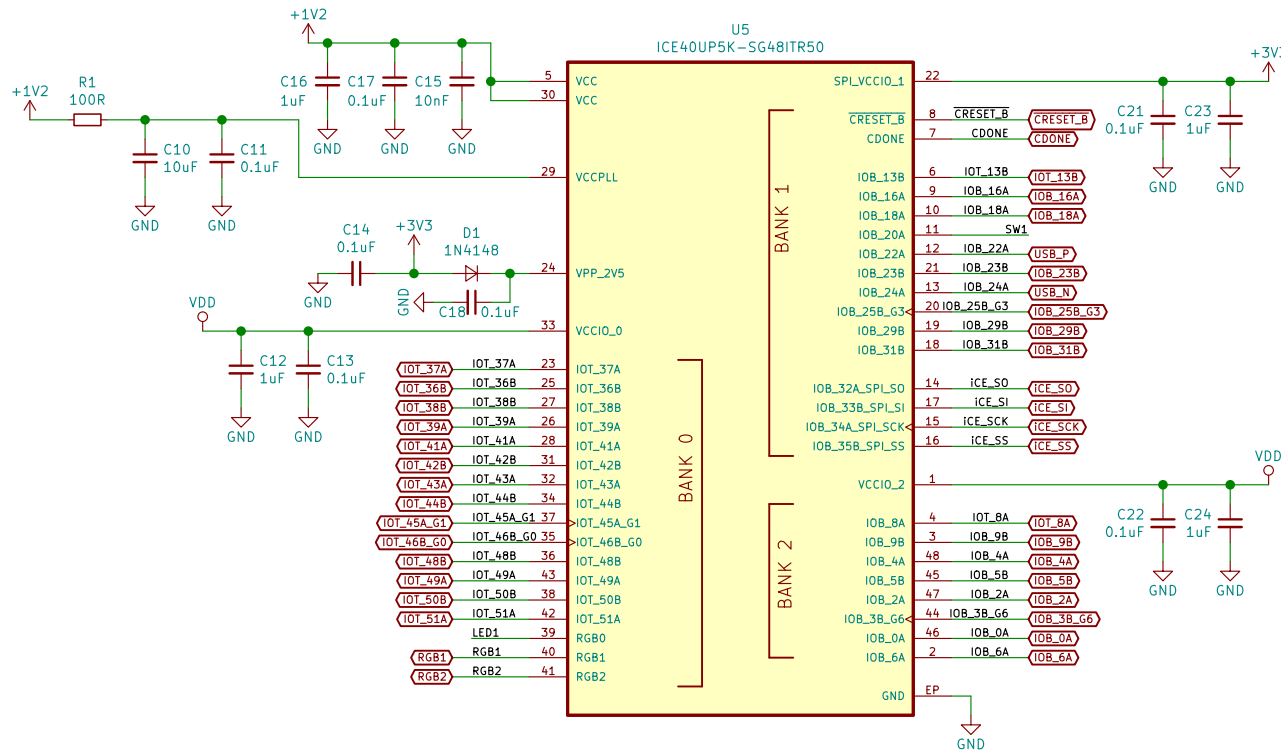 U5
ICE40UP5K-SG48ITR50
+1V2
C16
1uF
C17
0.1uF
C15
10nF
GND
GND
GND
+1V2
R1
100R
C10
10uF
C11
0.1uF
GND
GND
5 VCC
30 VCC
29 VCCPLL
C14
0.1uF
+3V3
D1
1N4148
GND
GND
C18
0.1uF
24 VPP_2V5
VDD
33 VCCIO_0
C12
1uF
C13
0.1uF
GND
GND
IOT_37A IOT_37A 23 IOT_37A
IOT_36B IOT_36B 25 IOT_36B
IOT_38B IOT_38B 27 IOT_38B
IOT_39A IOT_39A 26 IOT_39A
IOT_41A IOT_41A 28 IOT_41A
IOT_42B IOT_42B 31 IOT_42B
IOT_43A IOT_43A 32 IOT_43A
IOT_44B IOT_44B 34 IOT_44B
IOT_45A_G1 IOT_45A_G1 37 IOT_45A_G1
IOT_46B_G0 IOT_46B_G0 35 IOT_46B_G0
IOT_48B IOT_48B 36 IOT_48B
IOT_49A IOT_49A 43 IOT_49A
IOT_50B IOT_50B 38 IOT_50B
IOT_51A IOT_51A 42 IOT_51A
LED1 39 RGB0
RGB1 RGB1 40 RGB1
RGB2 RGB2 41 RGB2
BANK 0
BANK 1
BANK 2
SPI_VCCIO_1 22
+3V3
C21
0.1uF
C23
1uF
GND
GND
CRESET_B 8 CRESET_B CRESET_B
CDONE 7 CDONE CDONE
IOB_13B 6 IOT_13B IOT_13B
IOB_16A 9 IOB_16A IOB_16A
IOB_18A 10 IOB_18A IOB_18A
IOB_20A 11 SW1
IOB_22A 12 IOB_22A USB_P
IOB_23B 21 IOB_23B IOB_23B
IOB_24A 13 IOB_24A USB_N
IOB_25B_G3 20 IOB_25B_G3 IOB_25B_G3
IOB_29B 19 IOB_29B IOB_29B
IOB_31B 18 IOB_31B IOB_31B
IOB_32A_SPI_SO 14 iCE_SO iCE_SO
IOB_33B_SPI_SI 17 iCE_SI iCE_SI
IOB_34A_SPI_SCK 15 iCE_SCK iCE_SCK
IOB_35B_SPI_SS 16 iCE_SS iCE_SS
VCCIO_2 1
VDD
C22
0.1uF
C24
1uF
GND
GND
IOB_8A 4 IOT_8A IOT_8A
IOB_9B 3 IOB_9B IOB_9B
IOB_4A 48 IOB_4A IOB_4A
IOB_5B 45 IOB_5B IOB_5B
IOB_2A 47 IOB_2A IOB_2A
IOB_3B_G6 44 IOB_3B_G6 IOB_3B_G6
IOB_0A 46 IOB_0A IOB_0A
IOB_6A 2 IOB_6A IOB_6A
GND EP
GND